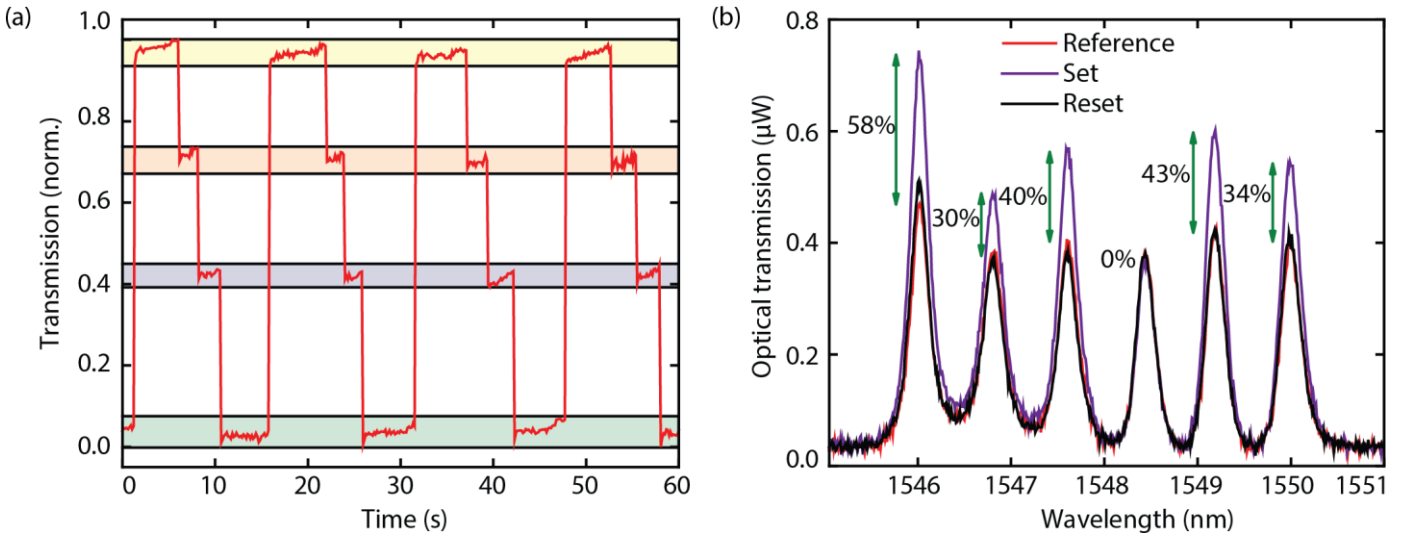 (a)
Transmission (norm.)
1.0
0.8
0.6
0.4
0.2
0.0
0 10 20 30 40 50 60
Time (s)
(b)
Optical transmission (μW)
0.8
0.6
0.4
0.2
0.0
Reference
Set
Reset
58%
30%
40%
0%
43%
34%
1546 1547 1548 1549 1550 1551
Wavelength (nm)